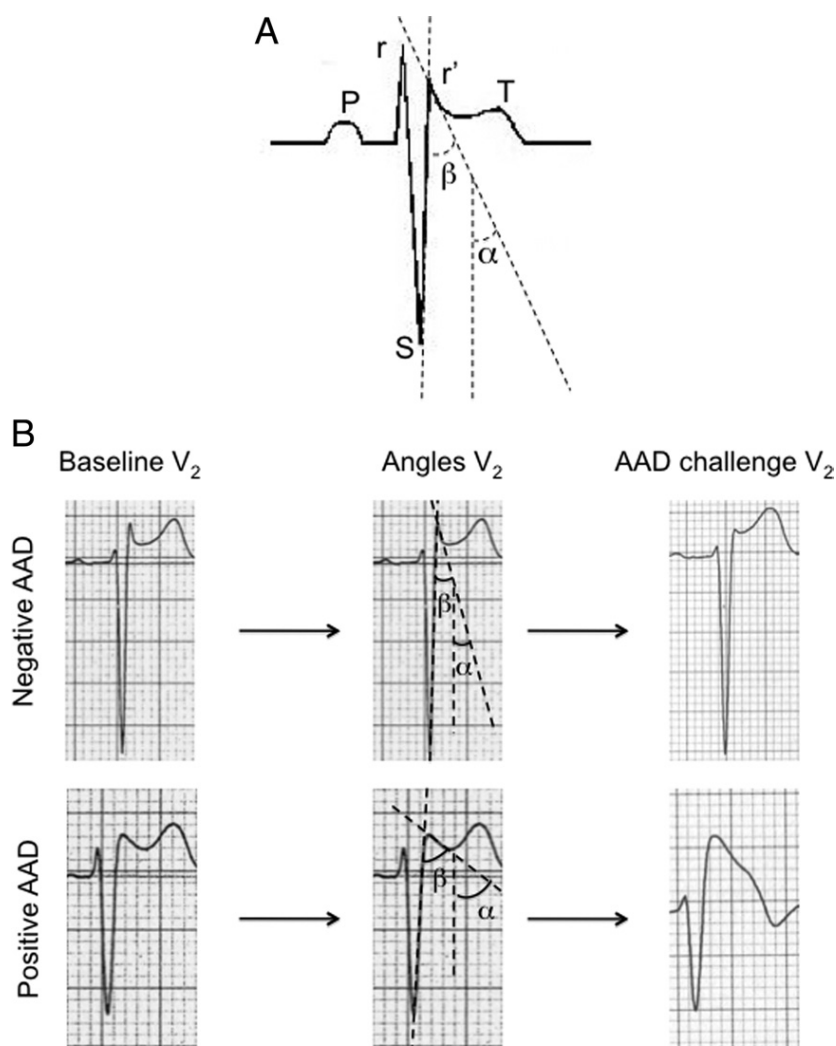 A
r
r’
P
T
β
α
S
B
Baseline V₂
Angles V₂
AAD challenge V₂
Negative AAD
β
α
Positive AAD
β
α